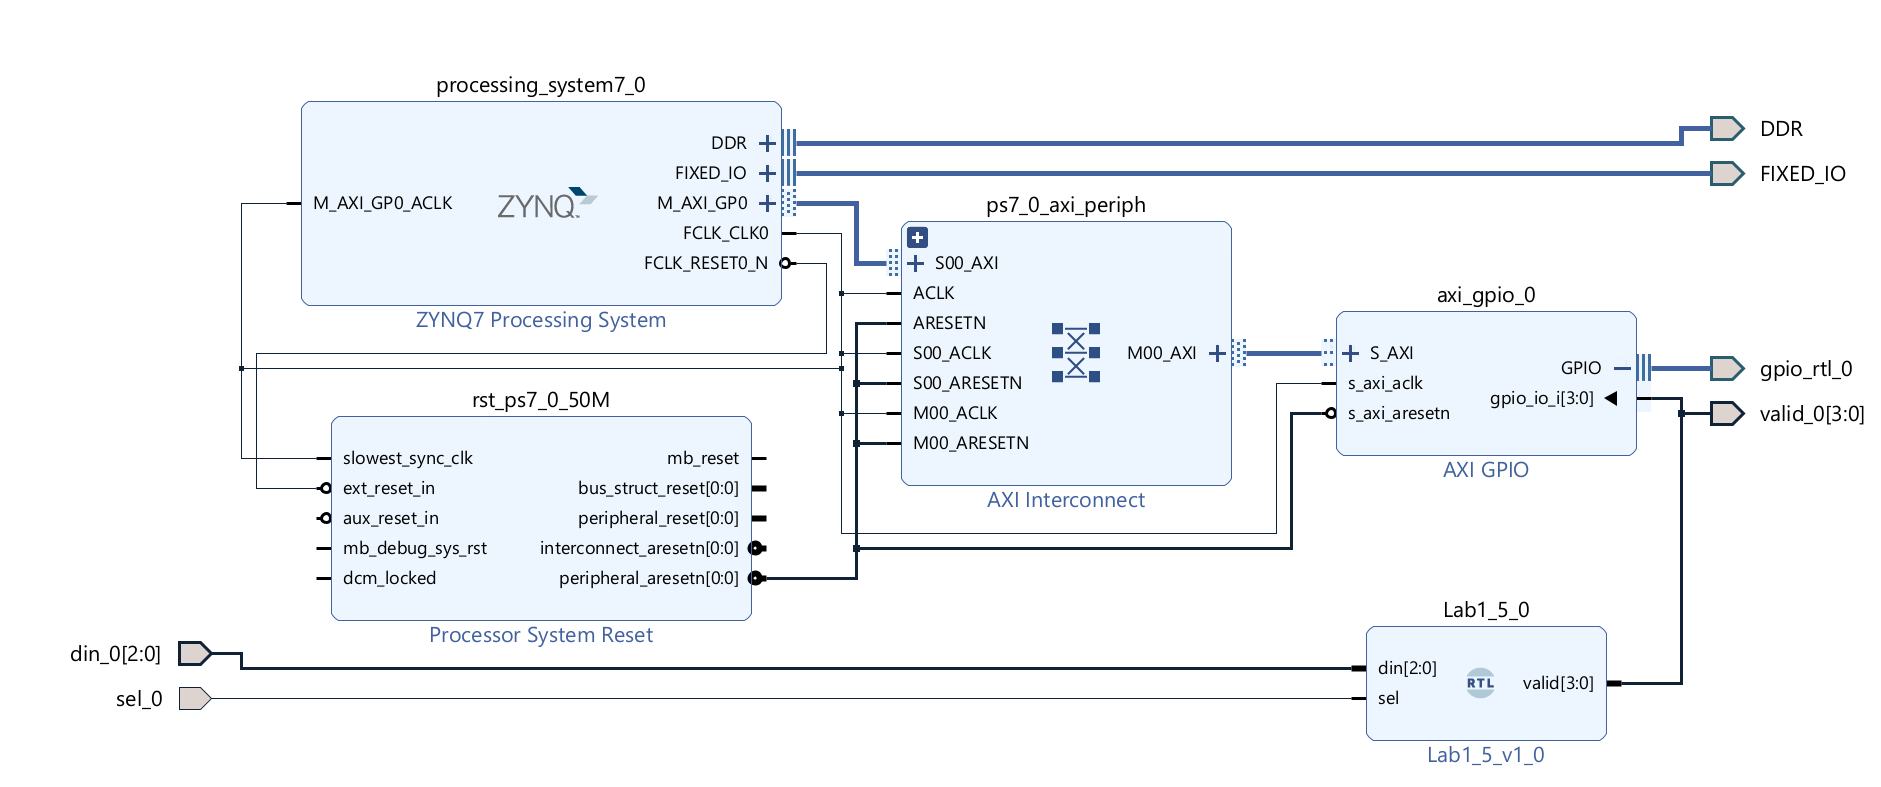 processing_system7_0
DDR
FIXED_IO
M_AXI_GP0_ACLK
ZYNQ
M_AXI_GP0
FCLK_CLK0
FCLK_RESET0_N
ZYNQ7 Processing System
DDR
FIXED_IO
ps7_0_axi_periph
S00_AXI
ACLK
ARESETN
S00_ACLK
M00_AXI
S00_ARESETN
M00_ACLK
M00_ARESETN
AXI Interconnect
axi_gpio_0
S_AXI
GPIO
s_axi_aclk
gpio_io_i[3:0]
s_axi_aresetn
AXI GPIO
gpio_rtl_0
valid_0[3:0]
rst_ps7_0_50M
slowest_sync_clk
mb_reset
ext_reset_in
bus_struct_reset[0:0]
aux_reset_in
peripheral_reset[0:0]
mb_debug_sys_rst
interconnect_aresetn[0:0]
dcm_locked
peripheral_aresetn[0:0]
Processor System Reset
din_0[2:0]
sel_0
Lab1_5_0
din[2:0]
RTL
valid[3:0]
sel
Lab1_5_v1_0